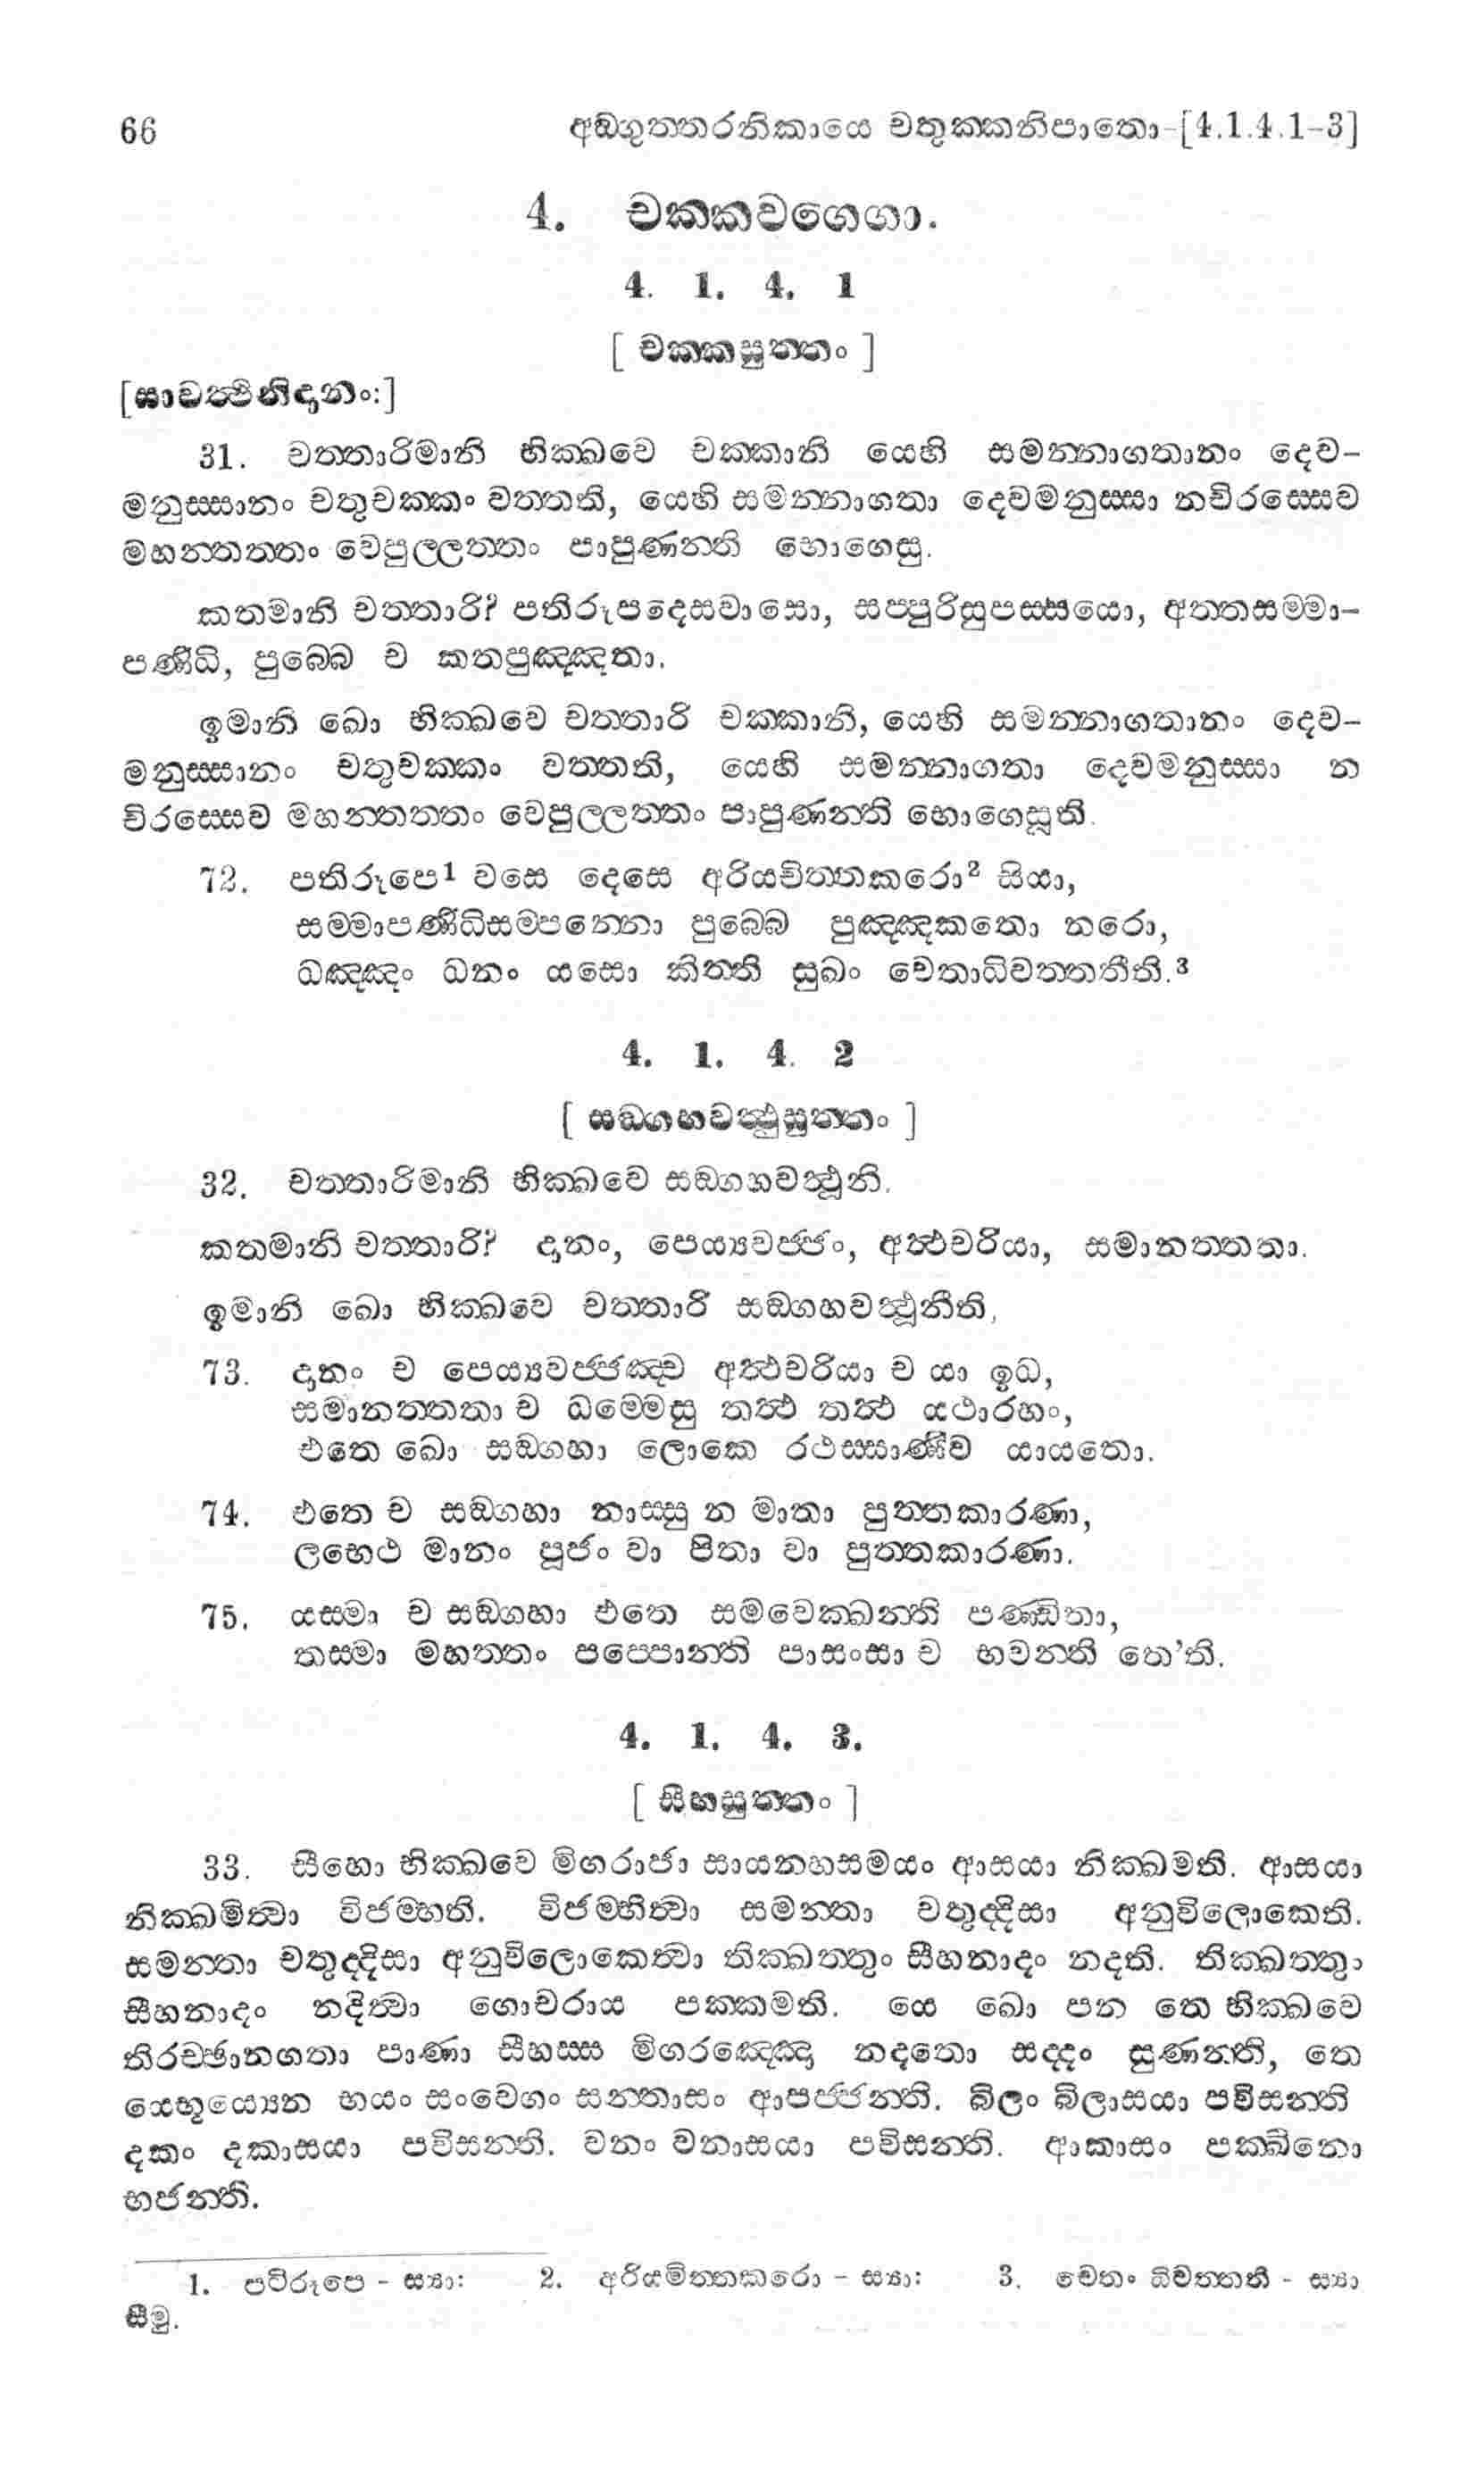 66 අඞ්ගුත්තරනිකායෙ චතුක්කනිපාතො-[4.1.4.1-3]
4. චක්කවග්ගො.
4. 1. 4. 1
[ චක්කසුත්තං ]
[සාවත්ථිනිදානං:]
31. චත්තාරිමානි භික්ඛවෙ චක්කානි යෙහි සමන්නාගතානං දෙව-
මනුස්සානං චතුචක්කං වත්තති, යෙහි සමන්නාගතා දෙවමනුස්සා නචිරස්සෙව
මහන්තත්තං වෙපුල්ලත්තං පාපුණන්ති භොගෙසු.
කතමානි චත්තාරි? පතිරූපදෙසවාසො, සප්පුරිසුපස්සයො, අත්තසම්මා-
පණිධි, පුබ්බෙ ච කතපුඤ්ඤතා.
ඉමානි ඛො භික්ඛවෙ චත්තාරි චක්කානි, යෙහි සමන්නාගතානං දෙව-
මනුස්සානං චතුචක්කං වත්තති, යෙහි සමන්නාගතා දෙවමනුස්සා න
චිරස්සෙව මහන්තත්තං වෙපුල්ලත්තං පාපුණන්ති භොගෙසූති.
72. පතිරූපෙ1 වසෙ දෙසෙ අරියචිත්තකරො2 සියා,
සම්මාපණිධිසම්පන්නො පුබ්බෙ පුඤ්ඤකතො නරො,
ධඤ්ඤං ධනං යසො කිත්ති සුඛං චෙතාධිවත්තතීති.3
4. 1. 4. 2
[ සඞ්ගහවත්ථුසුත්තං ]
32. චත්තාරිමානි භික්ඛවෙ සඞ්ගහවත්ථූනි.
කතමානි චත්තාරි? දානං, පෙය්‍යවජ්ජං, අත්ථචරියා, සමානත්තතා.
ඉමානි ඛො භික්ඛවෙ චත්තාරි සඞ්ගහවත්ථූනීති,
73. දානං ච පෙය්‍යවජ්ජඤ්ච අත්ථචරියා ච යා ඉධ,
සමානත්තතා ච ධම්මෙසු තත්ථ තත්ථ යථාරහං,
එතෙ ඛො සඞ්ගහා ලොකෙ රථස්සාණීව යායතො.
74. එතෙ ච සඞ්ගහා නාස්සු න මාතා පුත්තකාරණා,
ලභෙථ මානං පූජං වා පිතා වා පුත්තකාරණා.
75. යස්මා ච සඞ්ගහා එතෙ සමවෙක්ඛන්ති පණ්ඩිතා,
තස්මා මහත්තං පප්පොන්ති පාසංසා ච භවන්ති තෙ’ති.
4. 1. 4. 3.
[ සීහසුත්තං ]
33. සීහො භික්ඛවෙ මිගරාජා සායන්හසමයං ආසයා නික්ඛමති. ආසයා
නික්ඛමිත්වා විජම්භති. විජම්භිත්වා සමන්තා චතුද්දිසා අනුවිලොකෙති.
සමන්තා චතුද්දිසා අනුවිලොකෙත්වා තික්ඛත්තුං සීහනාදං නදති. තික්ඛත්තුං
සීහනාදං නදිත්වා ගොචරාය පක්කමති. යෙ ඛො පන තෙ භික්ඛවෙ
තිරච්ඡානගතා පාණා සීහස්ස මිගරඤ්ඤො නදතො සද්දං සුණන්ති, තෙ
යෙභූය්‍යෙන භයං සංවෙගං සන්තාසං ආපජ්ජන්ති. බිලං බිලාසයා පවිසන්ති
දකං දකාසයා පවිසන්ති. වනං වනාසයා පවිසන්ති. ආකාසං පක්ඛිනො
භජන්ති.
1. පටිරූපෙ - ස්‍යා: 2. අරියමිත්තකරො - ස්‍යා: 3. චෙතං ධිවත්තතී - ස්‍යා
සීමු.